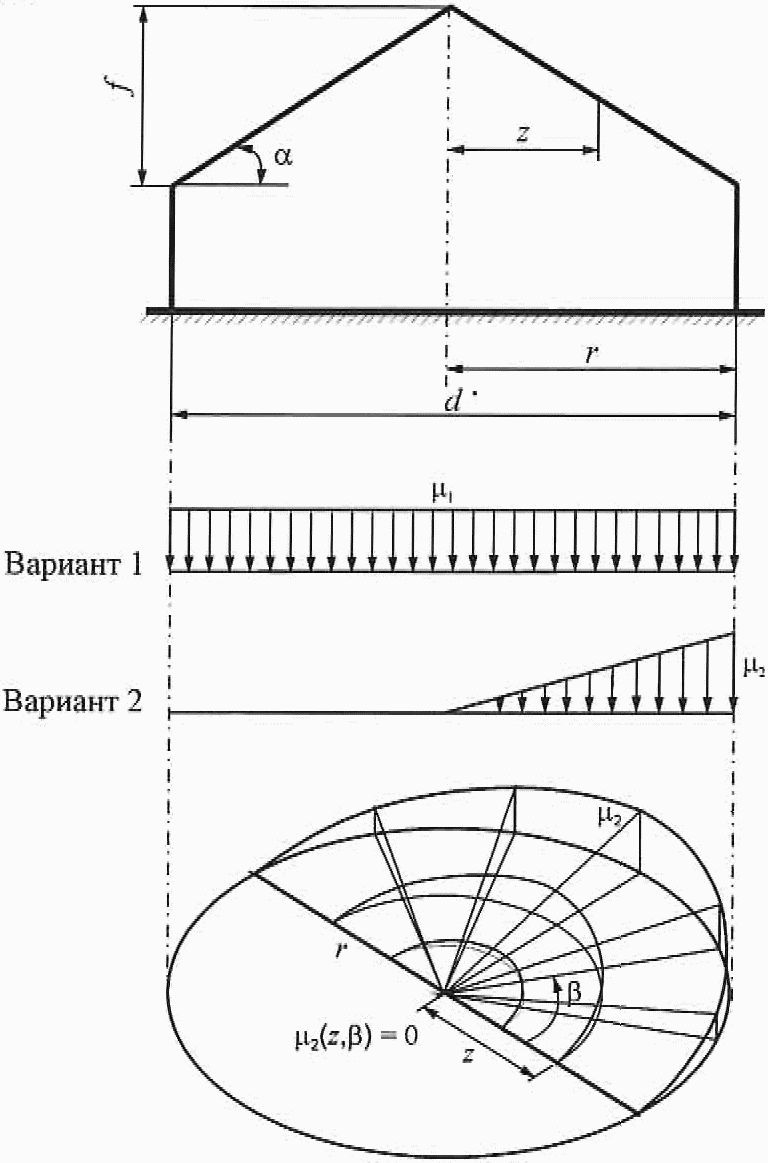 f
α
z
r
d
μ₁
Вариант 1
μ₂
Вариант 2
μ₂
r
β
μ₂(z,β) = 0
z